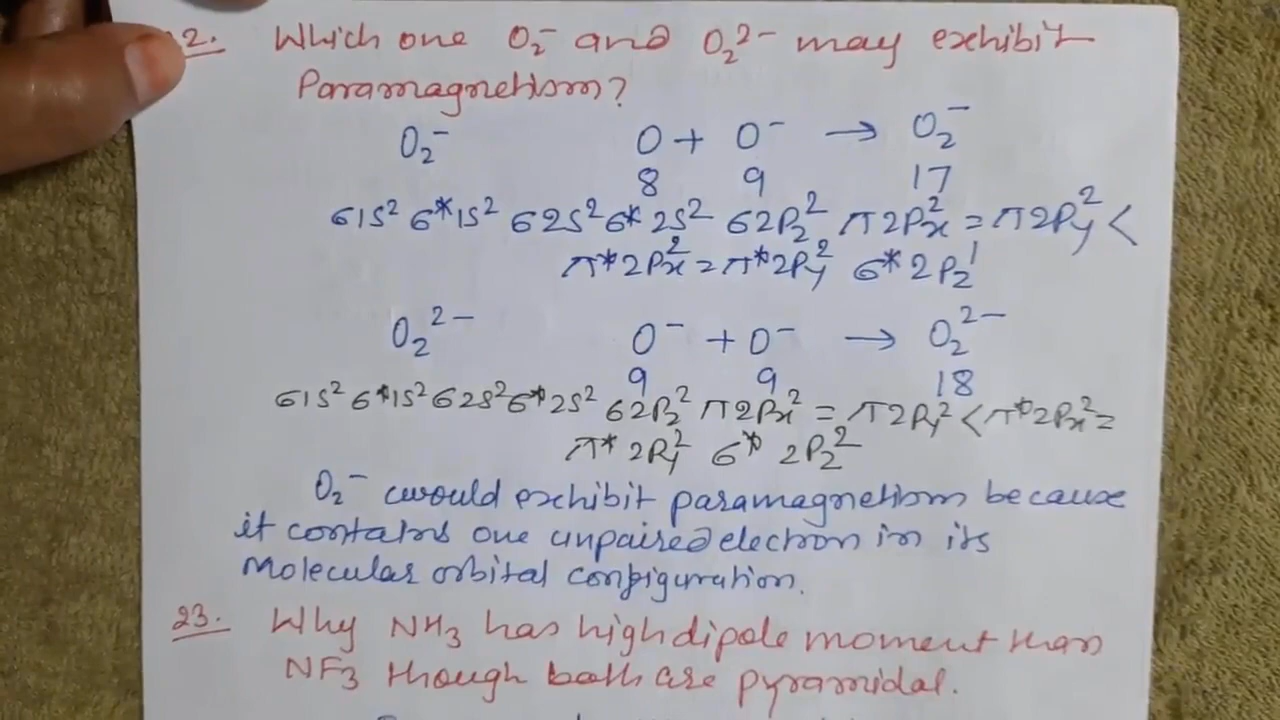 2. Which one O₂⁻ and O₂²⁻ may exhibit
Paramagnetism?
O₂⁻ O + O⁻ → O₂⁻
8 9 17
σ1s² σ*1s² σ2s² σ*2s² σ2Pz² π2Px² = π2Py² <
π*2Px² = π*2Py² σ*2Pz¹
O₂²⁻ O⁻ + O⁻ → O₂²⁻
9 9 18
σ1s² σ*1s² σ2s² σ*2s² σ2Pz² π2Px² = π2Py² < π*2Px² =
π*2Py² σ*2Pz²
O₂⁻ would exhibit paramagnetism because
it contains one unpaired electron in its
Molecular orbital configuration.
23. Why NH3 has high dipole moment than
NF3 though both are pyramidal.